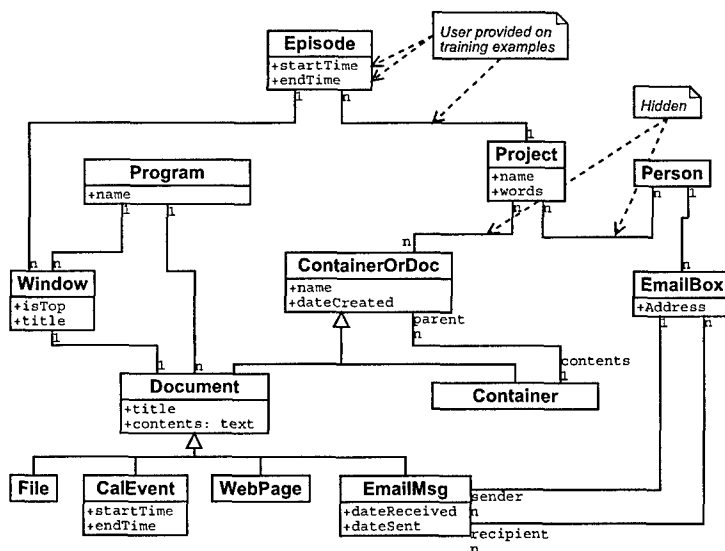 User provided on
training examples
Episode
+startTime
+endTime
1
n
Hidden
1
Project
+name
+words
n
n
Person
n
1
Program
+name
1
1
n
n
n
Window
+isTop
+title
1
n
ContainerOrDoc
+name
+dateCreated
parent
n
n
EmailBox
+Address
1
n
1
n
Document
+title
+contents: text
contents
1
Container
File
CalEvent
+startTime
+endTime
WebPage
EmailMsg
+dateReceived
+dateSent
sender
n
recipient
n